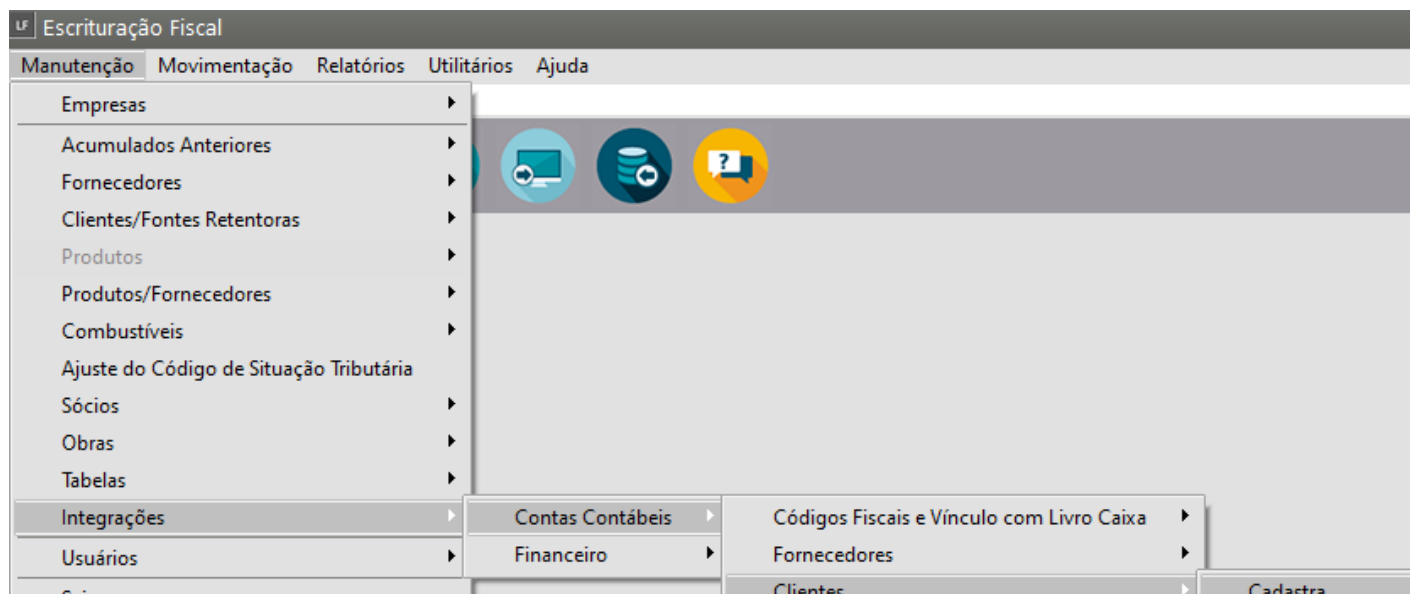 LF Escrituração Fiscal
Manutenção Movimentação Relatórios Utilitários Ajuda
Empresas
Acumulados Anteriores
Fornecedores
Clientes/Fontes Retentoras
Produtos
Produtos/Fornecedores
Combustíveis
Ajuste do Código de Situação Tributária
Sócios
Obras
Tabelas
Integrações Contas Contábeis Códigos Fiscais e Vínculo com Livro Caixa
Usuários Financeiro Fornecedores
Clientes Cadastra